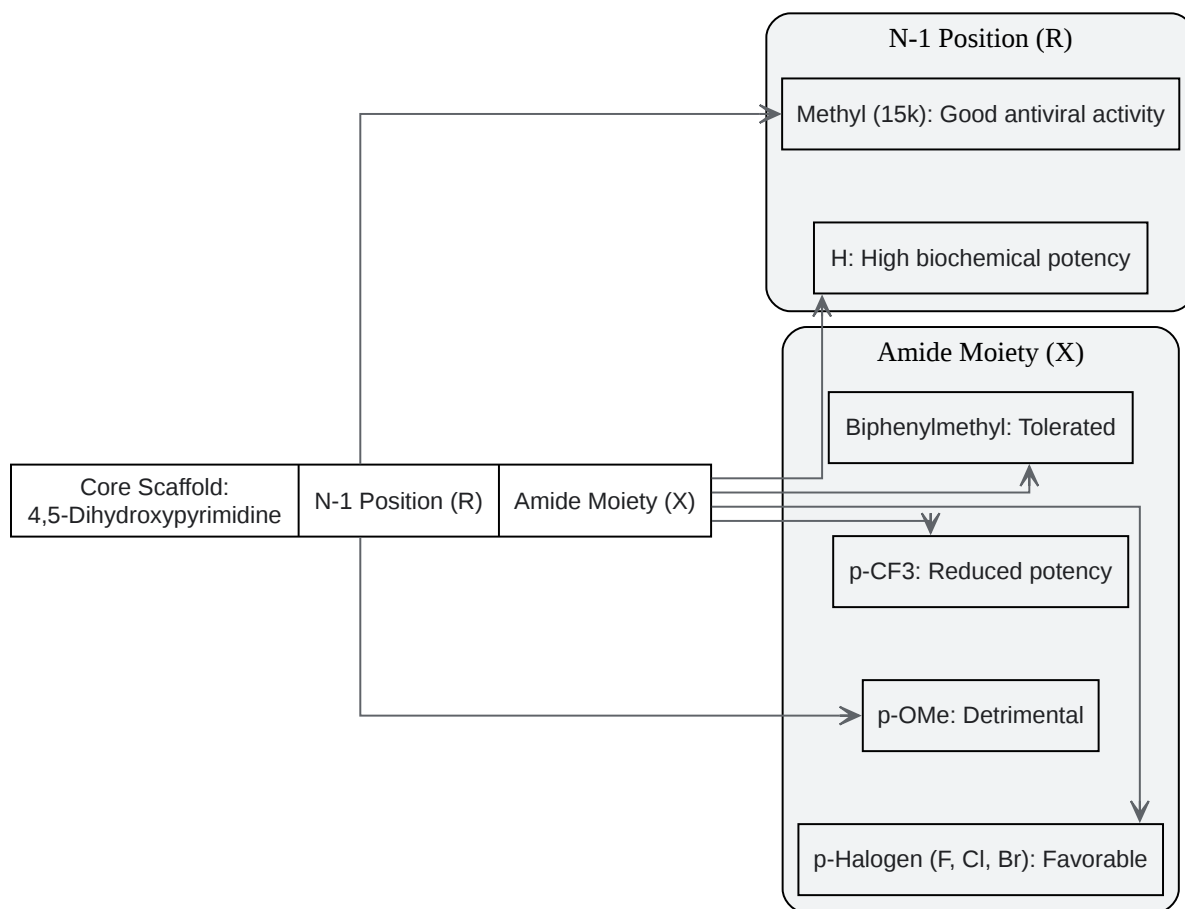 N-1 Position (R)
Methyl (15k): Good antiviral activity
H: High biochemical potency
Amide Moiety (X)
Biphenylmethyl: Tolerated
Core Scaffold:
4,5-Dihydroxypyrimidine
N-1 Position (R)
Amide Moiety (X)
p-CF3: Reduced potency
p-OMe: Detrimental
p-Halogen (F, Cl, Br): Favorable